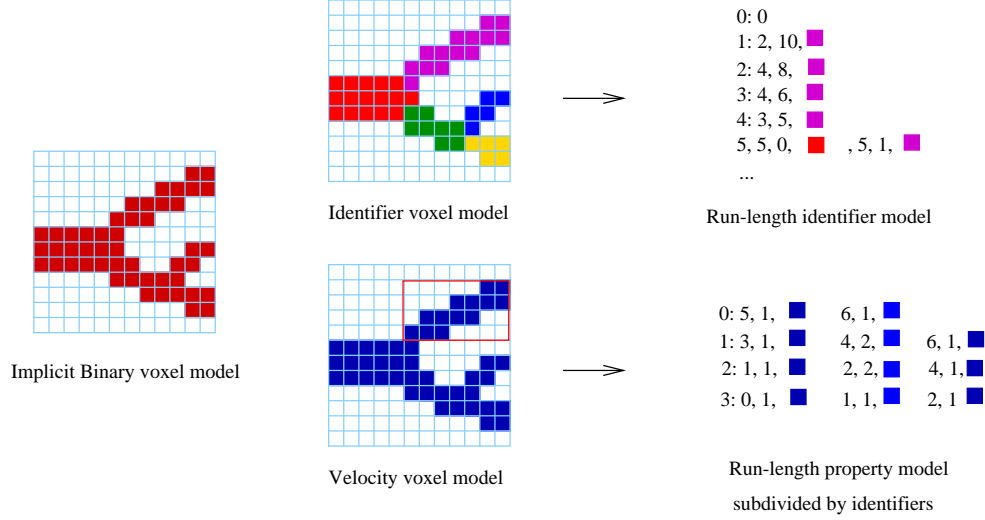 0: 0
1: 2, 10,
2: 4, 8,
3: 4, 6,
4: 3, 5,
5, 5, 0, , 5, 1,
...
Identifier voxel model
Run-length identifier model
Implicit Binary voxel model
0: 5, 1, 6, 1,
1: 3, 1, 4, 2, 6, 1,
2: 1, 1, 2, 2, 4, 1,
3: 0, 1, 1, 1, 2, 1
Velocity voxel model
Run-length property model
subdivided by identifiers